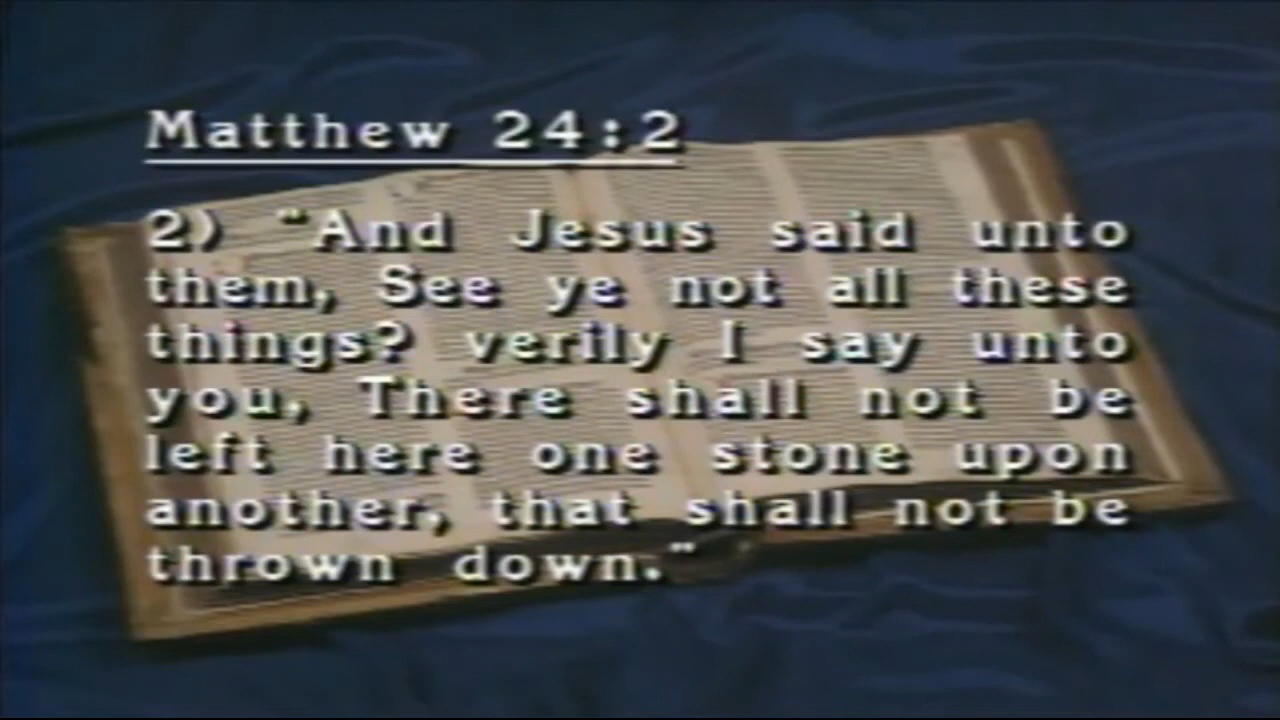 Matthew 24:2
2) "And Jesus said unto
them, See ye not all these
things? verily I say unto
you, There shall not be
left here one stone upon
another, that shall not be
thrown down."